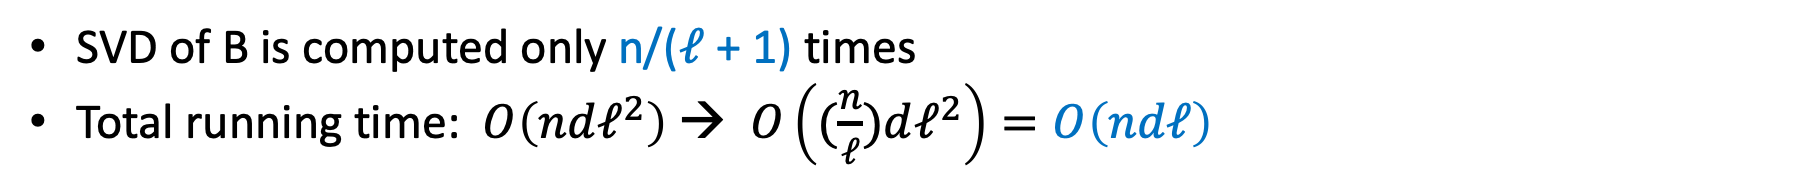 • SVD of B is computed only n/(ℓ + 1) times
• Total running time: O(ndℓ²) → O((n/ℓ)dℓ²) = O(ndℓ)